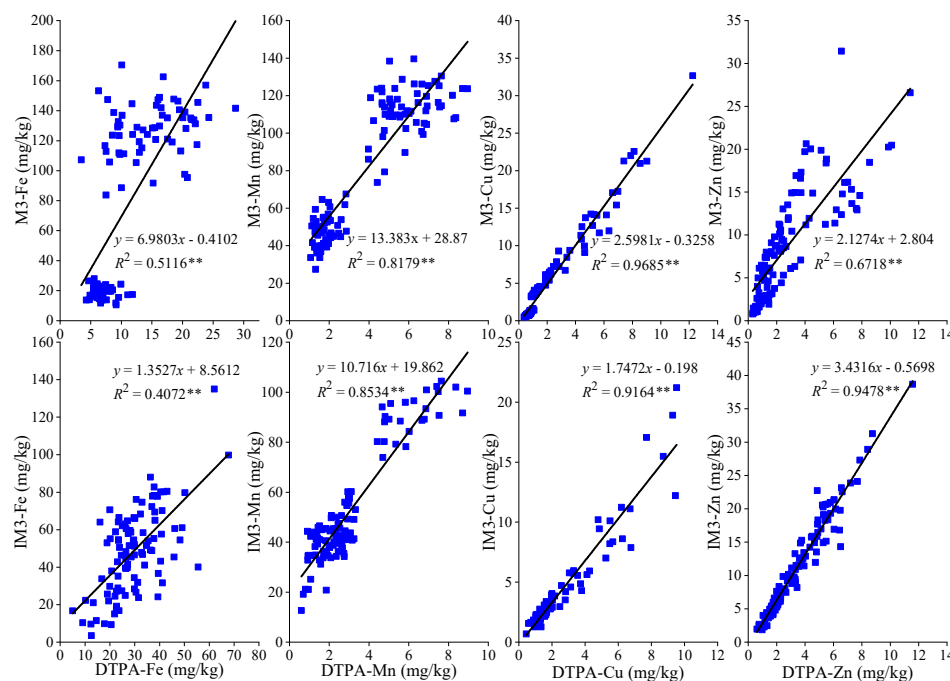 M3-Fe (mg/kg)
200
180
160
140
120
100
80
60
40
20
0
0 5 10 15 20 25 30
y = 6.9803x - 0.4102
R² = 0.5116**
M3-Mn (mg/kg)
160
140
120
100
80
60
40
20
0
0 2 4 6 8 10
y = 13.383x + 28.87
R² = 0.8179**
M3-Cu (mg/kg)
40
35
30
25
20
15
10
5
0
0 2 4 6 8 10 12 14
y = 2.5981x - 0.3258
R² = 0.9685**
M3-Zn (mg/kg)
35
30
25
20
15
10
5
0
0 2 4 6 8 10 12 14
y = 2.1274x + 2.804
R² = 0.6718**
IM3-Fe (mg/kg)
160
140
120
100
80
60
40
20
0
0 10 20 30 40 50 60 70 80
DTPA-Fe (mg/kg)
y = 1.3527x + 8.5612
R² = 0.4072**
IM3-Mn (mg/kg)
120
100
80
60
40
20
0
0 2 4 6 8 10
DTPA-Mn (mg/kg)
y = 10.716x + 19.862
R² = 0.8534**
IM3-Cu (mg/kg)
25
20
15
10
5
0
0 2 4 6 8 10 12
DTPA-Cu (mg/kg)
y = 1.7472x - 0.198
R² = 0.9164**
IM3-Zn (mg/kg)
45
40
35
30
25
20
15
10
5
0
0 2 4 6 8 10 12 14
DTPA-Zn (mg/kg)
y = 3.4316x - 0.5698
R² = 0.9478**